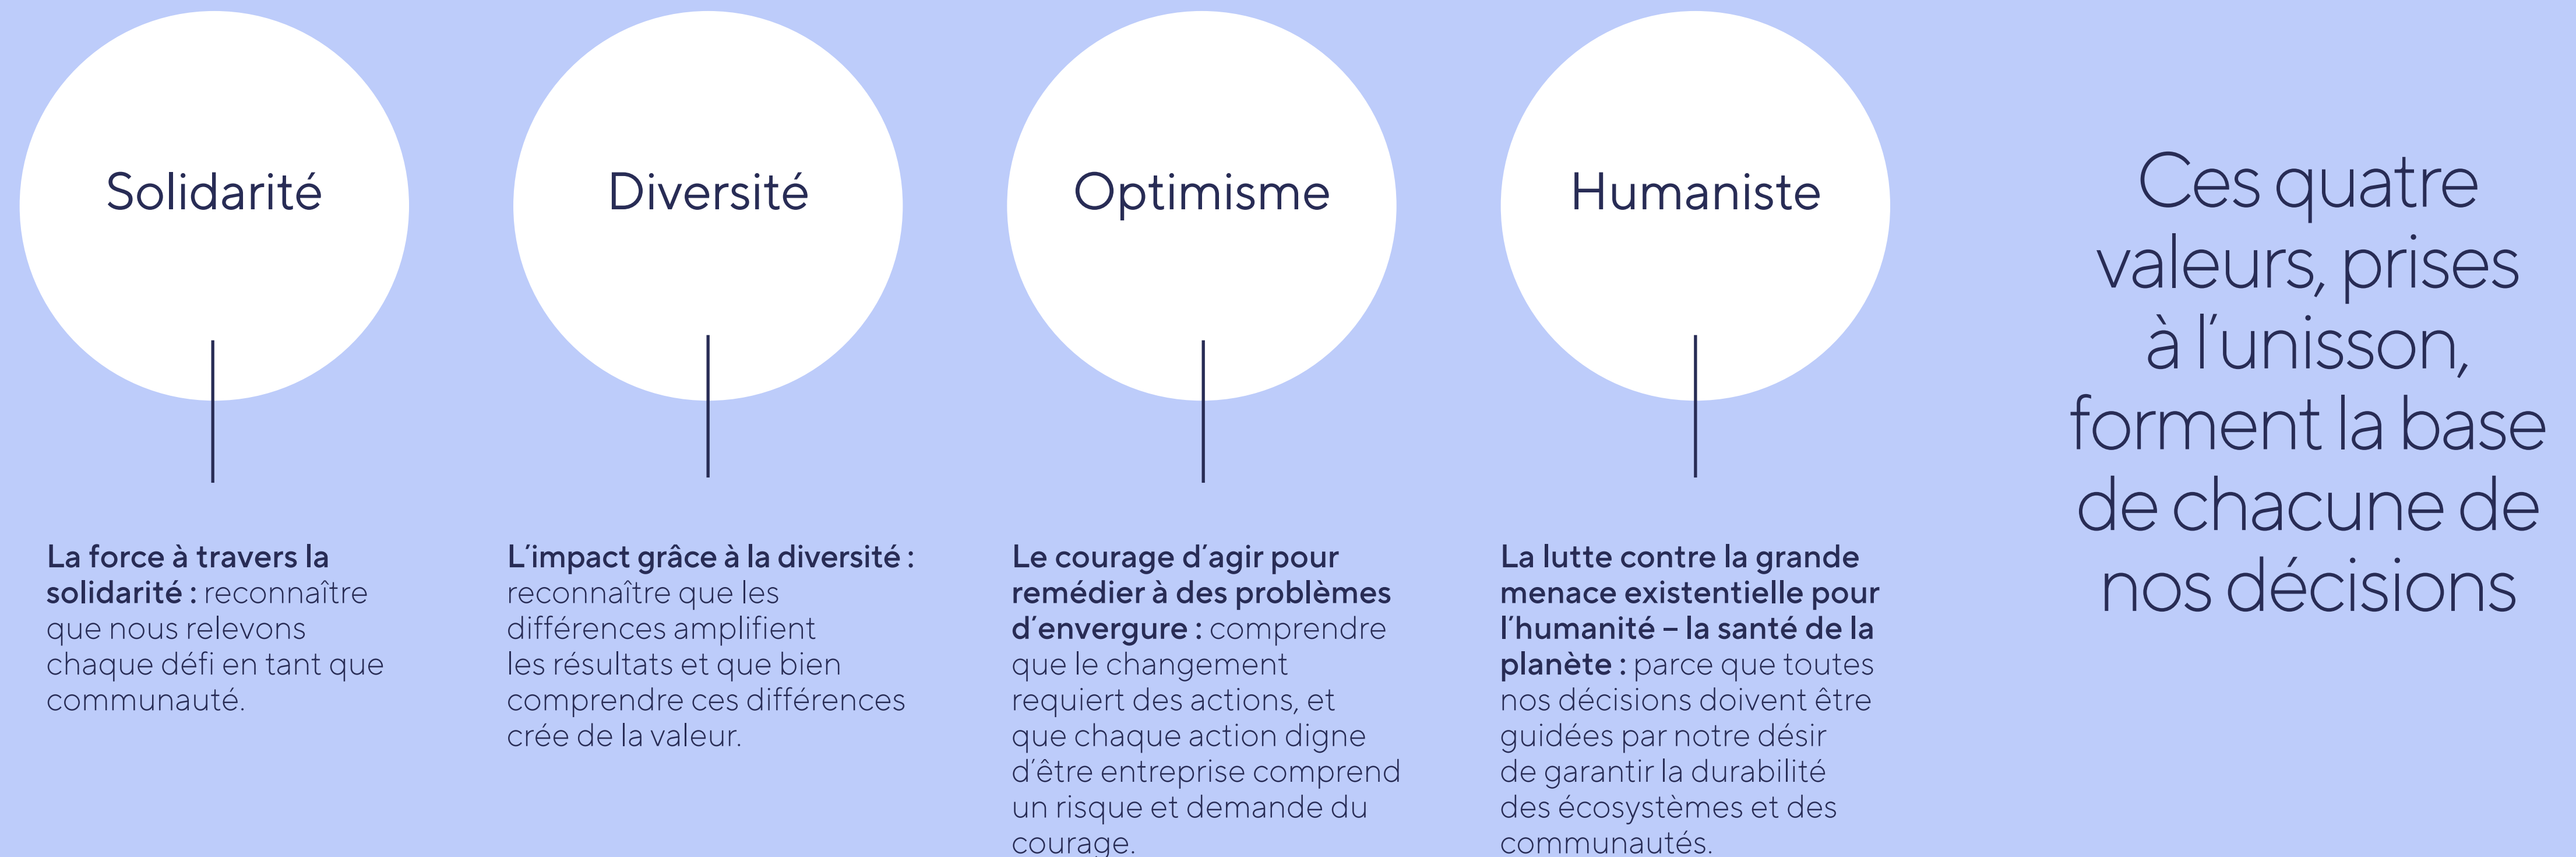 Solidarité
La force à travers la
solidarité : reconnaître
que nous relevons
chaque défi en tant que
communauté.
Diversité
L’impact grâce à la diversité :
reconnaître que les
différences amplifient
les résultats et que bien
comprendre ces différences
crée de la valeur.
Optimisme
Le courage d’agir pour
remédier à des problèmes
d’envergure : comprendre
que le changement
requiert des actions, et
que chaque action digne
d’être entreprise comprend
un risque et demande du
courage.
Humaniste
La lutte contre la grande
menace existentielle pour
l’humanité – la santé de la
planète : parce que toutes
nos décisions doivent être
guidées par notre désir
de garantir la durabilité
des écosystèmes et des
communautés.
Ces quatre
valeurs, prises
à l’unisson,
forment la base
de chacune de
nos décisions